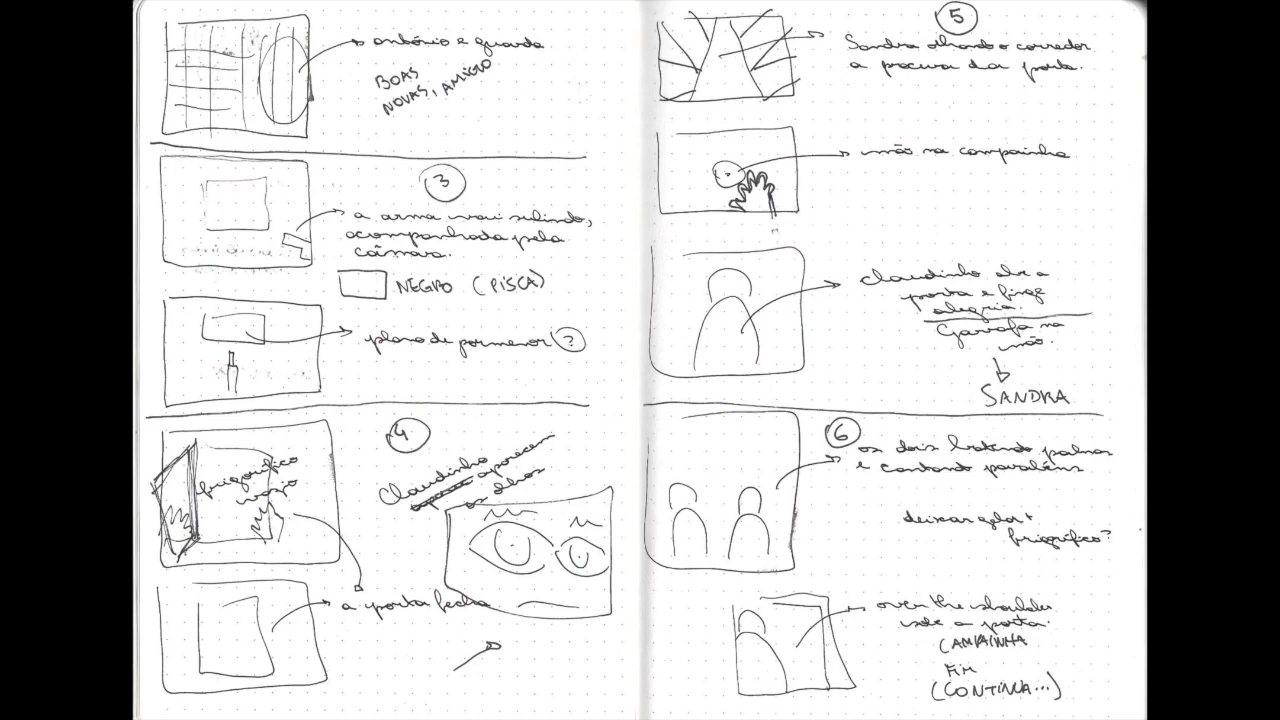 António e guarda
BOAS
NOVAS, AMIGO
3
a arma vai subindo,
acompanhada pela
câmara.
NEGRO (PISCA)
plano de pormenor ?
4
frigorífico
vazio
Claudinho
aparecem
os olhos
a porta fecha
5
Sandra olhando o corredor
a procura da porta.
mão na campainha
Claudinho abre a
porta e finge
alegria.
Garrafa na
mão.
SANDRA
6
os dois batendo palmas
e cantando parabéns
deixar
frigorífico?
over the shoulder
a porta.
CAMPAINHA
FIM
(CONTINUA...)